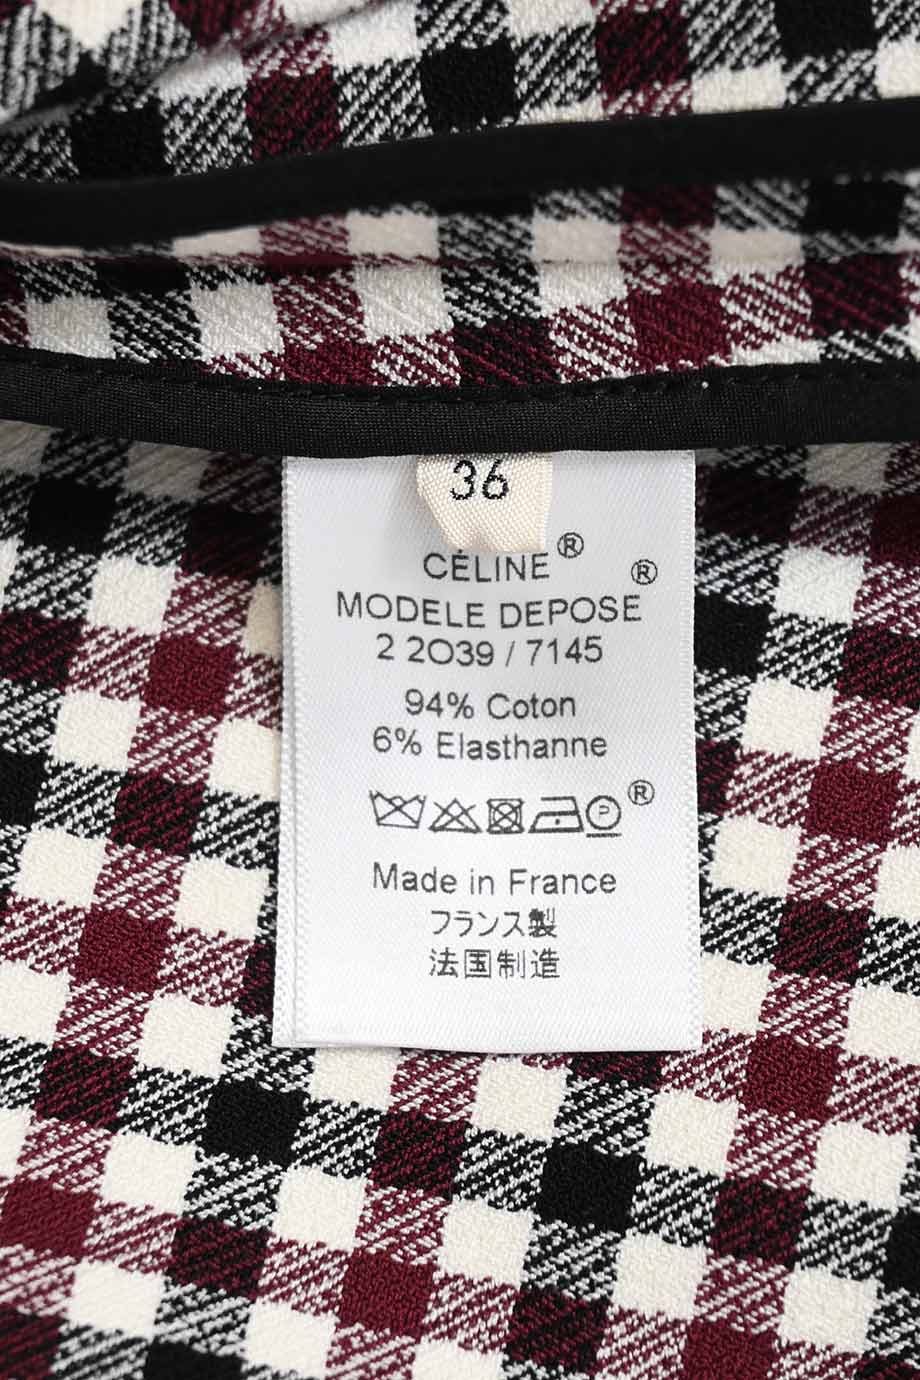 36
CÉLINE®
MODELE DEPOSE®
2 2039 / 7145
94% Coton
6% Elasthanne
P ®
Made in France
フランス製
法国制造